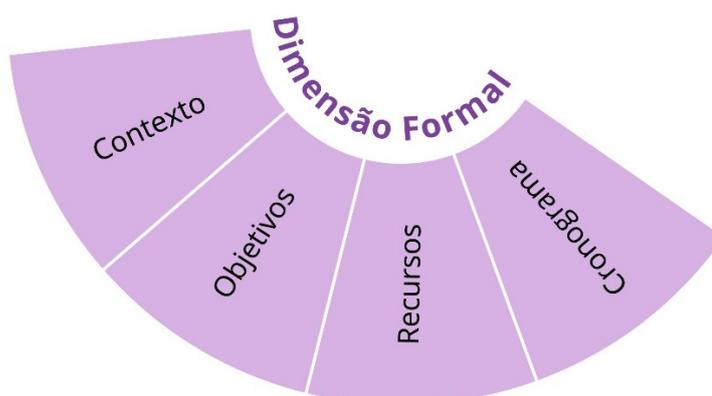 Dimensão Formal
Contexto
Objetivos
Recursos
Cronograma